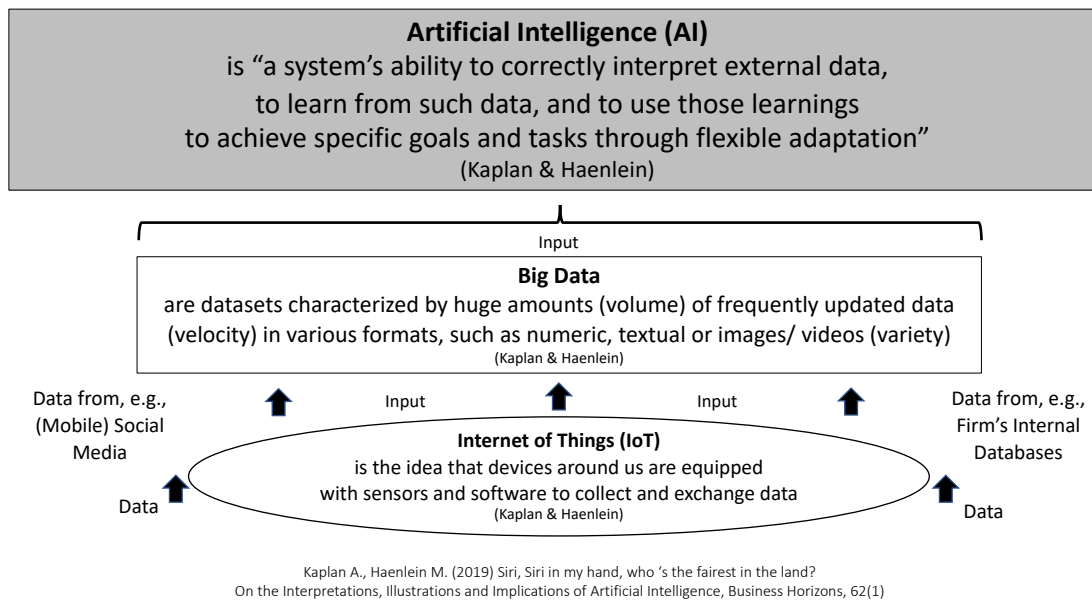 Artificial Intelligence (AI)
is “a system’s ability to correctly interpret external data,
to learn from such data, and to use those learnings
to achieve specific goals and tasks through flexible adaptation”
(Kaplan & Haenlein)
Input
Big Data
are datasets characterized by huge amounts (volume) of frequently updated data
(velocity) in various formats, such as numeric, textual or images/ videos (variety)
(Kaplan & Haenlein)
Data from, e.g.,
(Mobile) Social
Media
Input
Input
Data from, e.g.,
Firm’s Internal
Databases
Internet of Things (IoT)
is the idea that devices around us are equipped
with sensors and software to collect and exchange data
(Kaplan & Haenlein)
Data
Data
Kaplan A., Haenlein M. (2019) Siri, Siri in my hand, who ‘s the fairest in the land?
On the Interpretations, Illustrations and Implications of Artificial Intelligence, Business Horizons, 62(1)